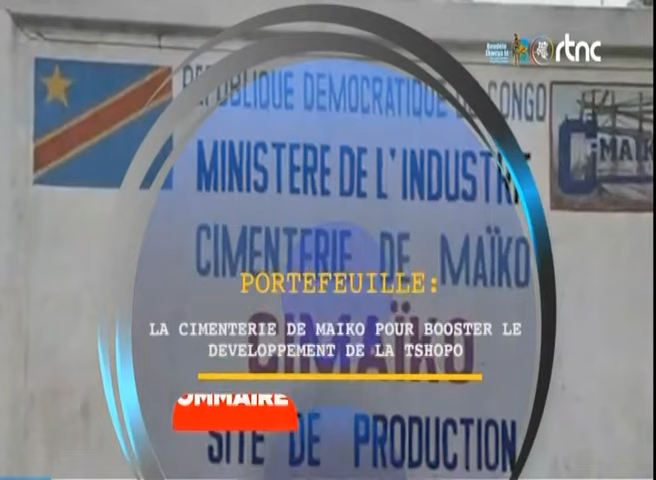 rtnc
REPUBLIQUE DEMOCRATIQUE DU CONGO
MINISTERE DE L'INDUSTRIE
CIMENTERIE DE MAÏKO
PORTEFEUILLE:
LA CIMENTERIE DE MAIKO POUR BOOSTER LE
DEVELOPPEMENT DE LA TSHOPO
CIMAÏKO
OMMAIRE
SITE DE PRODUCTION